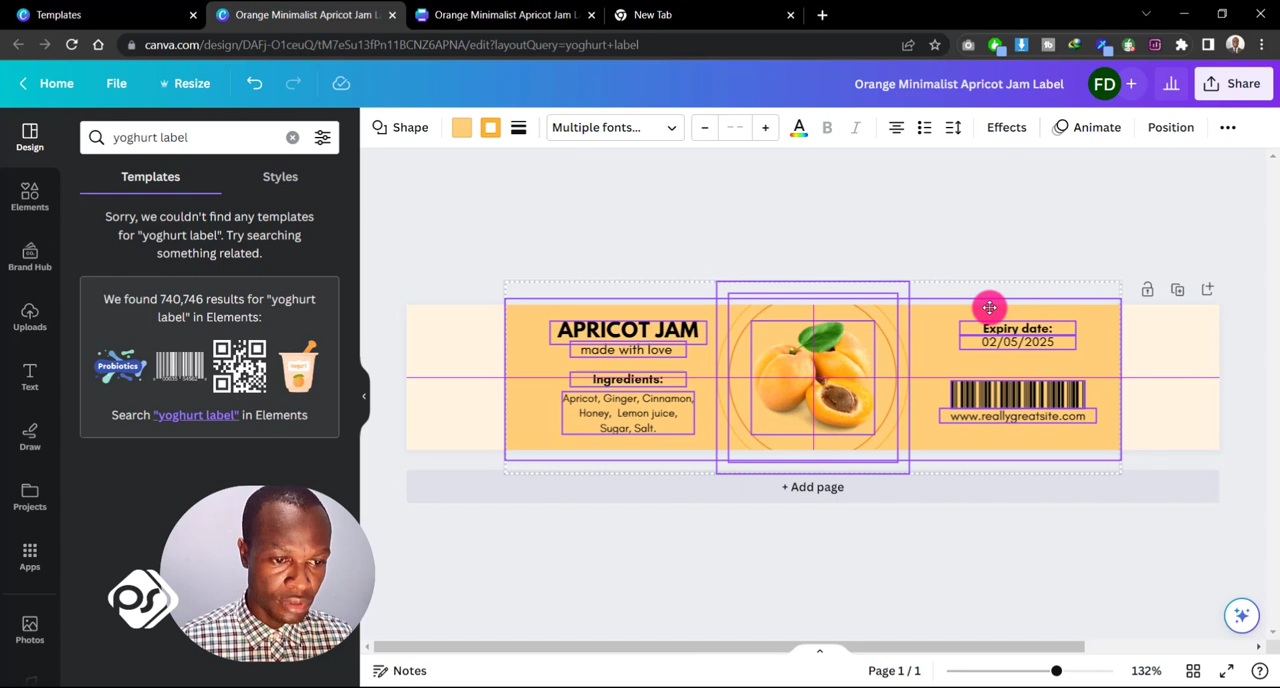 Templates
Orange Minimalist Apricot Jam L
Orange Minimalist Apricot Jam L
New Tab
canva.com/design/DAFj-O1ceuQ/tM7eSu13fPn11BCNZ6APNA/edit?layoutQuery=yoghurt+label
Home
File
Resize
Orange Minimalist Apricot Jam Label
FD
Share
Design
Elements
Brand Hub
Uploads
Text
Draw
Projects
Apps
Photos
yoghurt label
Templates
Styles
Sorry, we couldn't find any templates
for "yoghurt label". Try searching
something related.
We found 740,746 results for "yoghurt
label" in Elements:
Probiotics
Search "yoghurt label" in Elements
Shape
Multiple fonts...
– – – +
A
B
I
Effects
Animate
Position
APRICOT JAM
made with love
Ingredients:
Apricot, Ginger, Cinnamon,
Honey, Lemon juice,
Sugar, Salt.
Expiry date:
02/05/2025
www.reallygreatsite.com
+ Add page
ps
Notes
Page 1 / 1
132%